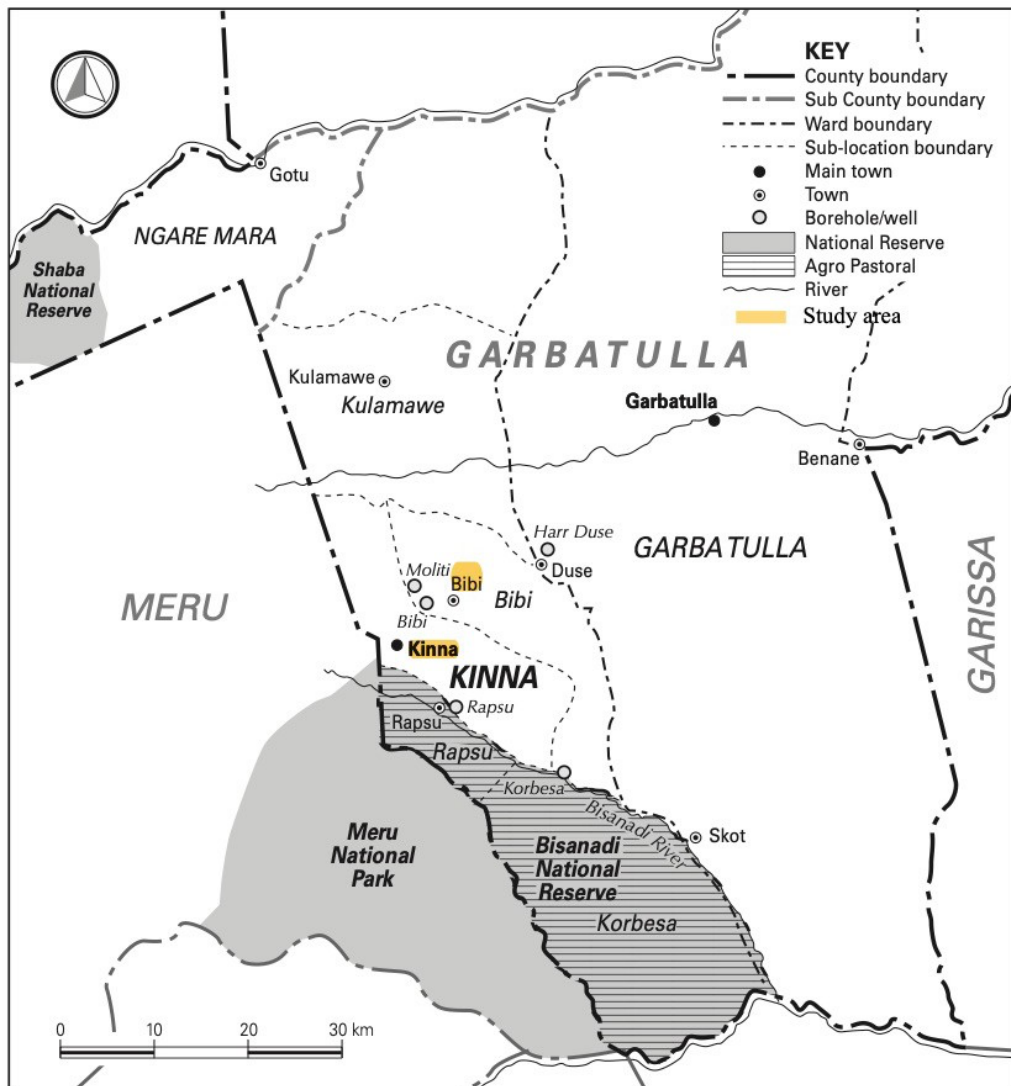 KEY
County boundary
Sub County boundary
Ward boundary
Sub-location boundary
Main town
Town
Borehole/well
National Reserve
Agro Pastoral
River
Study area
Gotu
NGARE MARA
Shaba
National
Reserve
GARBATULLA
Kulamawe
Kulamawe
Garbatulla
Benane
Harr Duse
Duse
GARBATULLA
GARISSA
MERU
Moliti
Bibi
Bibi
Bibi
Kinna
KINNA
Rapsu
Rapsu
Rapsu
Korbesa
Bisanadi River
Skot
Meru
National
Park
Bisanadi
National
Reserve
Korbesa
0 10 20 30 km